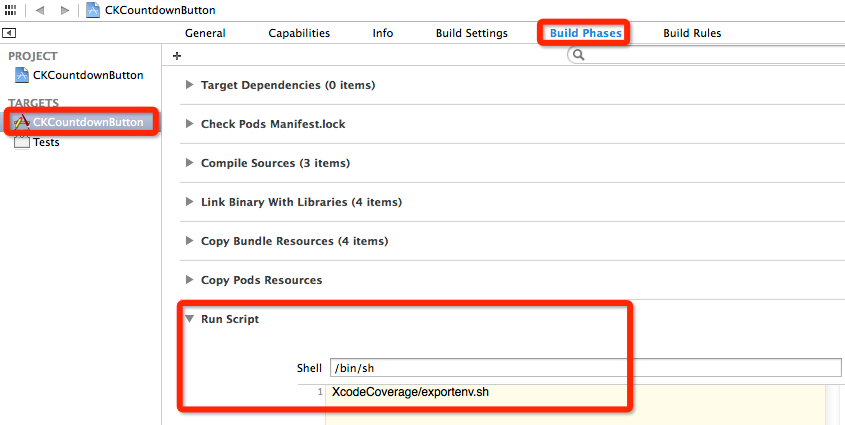 CKCountdownButton
General Capabilities Info Build Settings Build Phases Build Rules
PROJECT
CKCountdownButton
TARGETS
CKCountdownButton
Tests
+
Target Dependencies (0 items)
Check Pods Manifest.lock
Compile Sources (3 items)
Link Binary With Libraries (4 items)
Copy Bundle Resources (4 items)
Copy Pods Resources
Run Script
Shell /bin/sh
1 XcodeCoverage/exportenv.sh